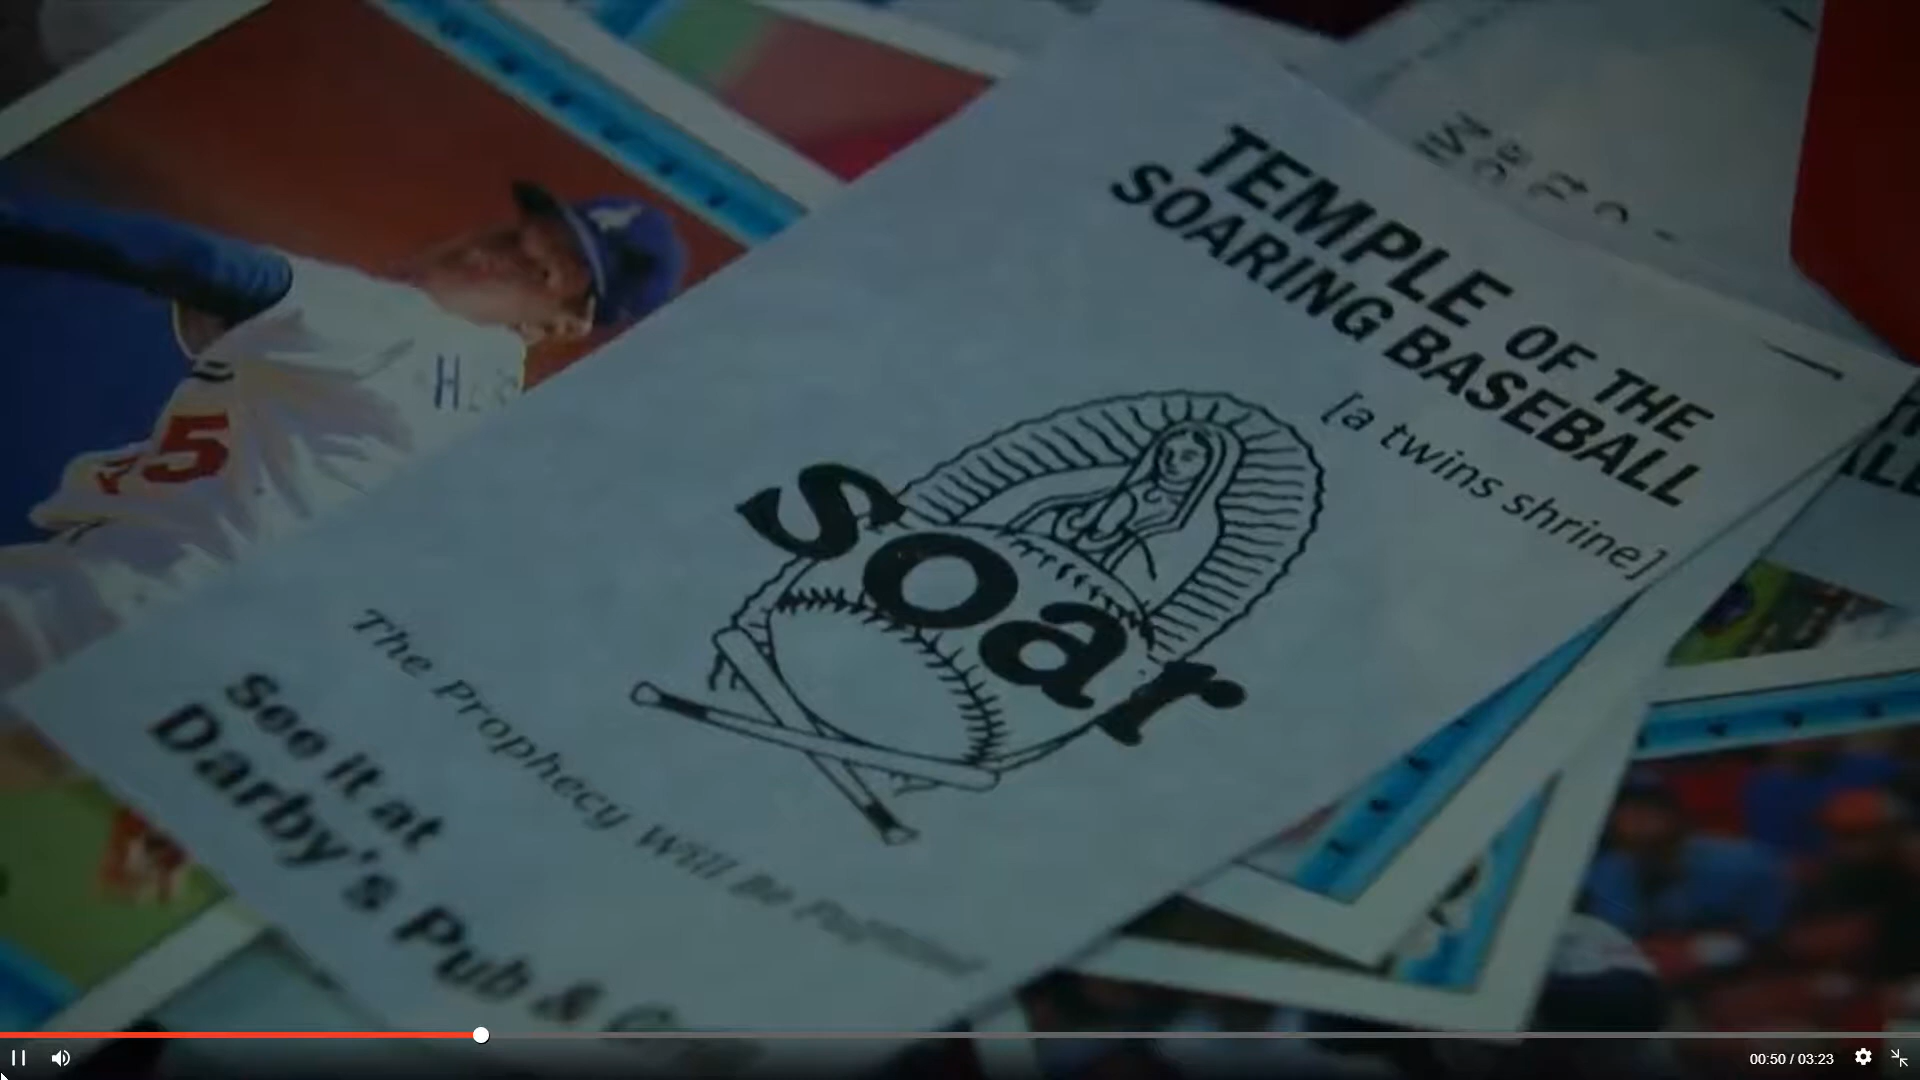 TEMPLE OF THE
SOARING BASEBALL
[a twins shrine]
soar
The Prophecy Will Be
See it at
Darby's Pub &
75
00:50 / 03:23